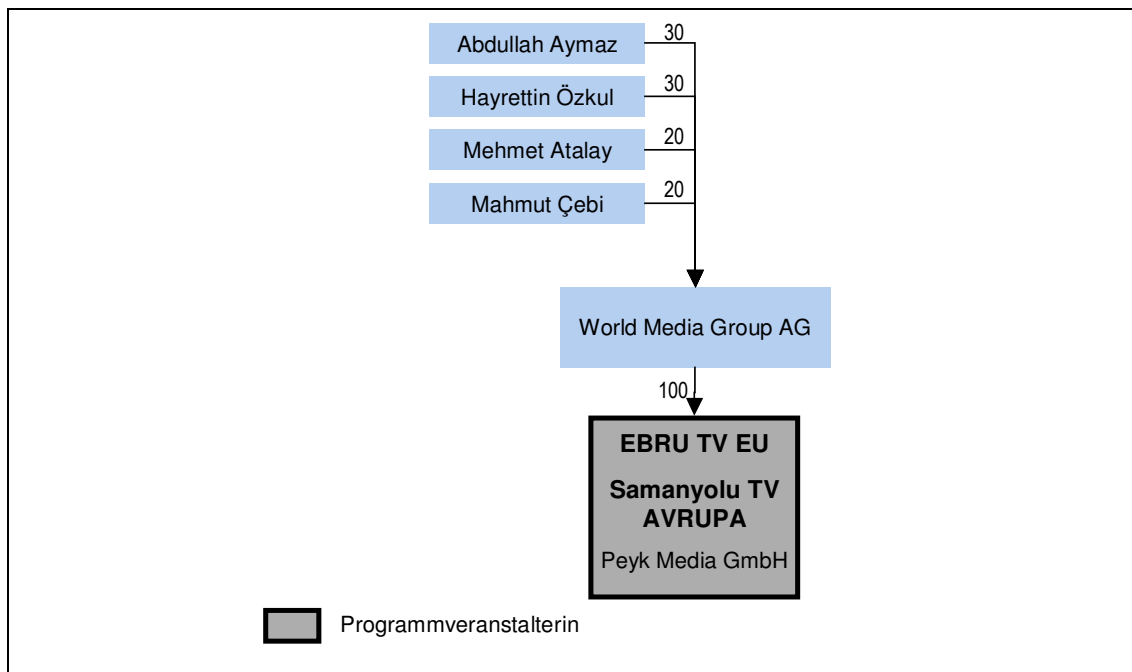 Abdullah Aymaz
30
Hayrettin Özkul
30
Mehmet Atalay
20
Mahmut Çebi
20
World Media Group AG
100
EBRU TV EU
Samanyolu TV
AVRUPA
Peyk Media GmbH
Programmveranstalterin